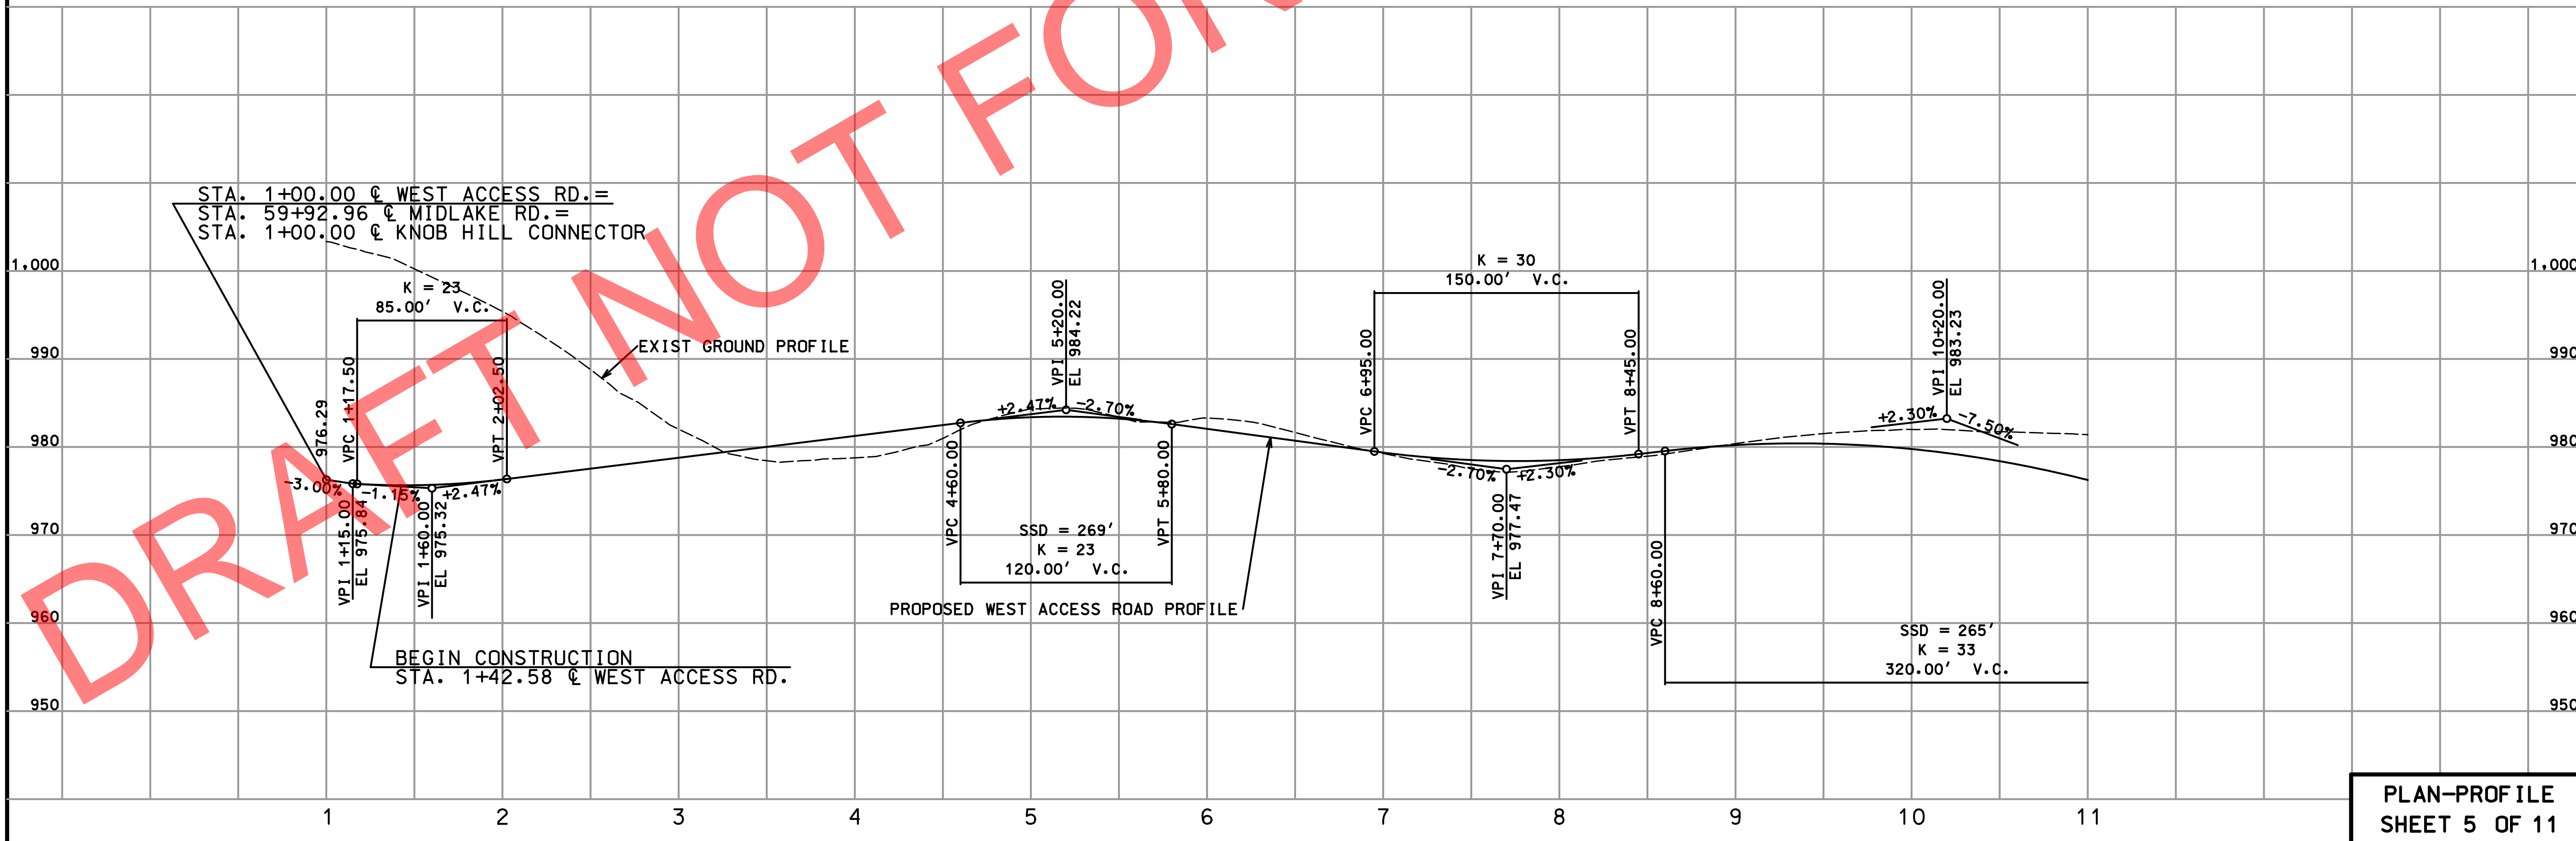 DRAFT NOT FOR
STA. 1+00.00 ℄ WEST ACCESS RD.=
STA. 59+92.96 ℄ MIDLAKE RD.=
STA. 1+00.00 ℄ KNOB HILL CONNECTOR
1,000
990
980
970
960
950
1,000
990
980
970
960
950
K = 23
85.00' V.C.
EXIST GROUND PROFILE
976.29
VPC 1+17.50
VPT 2+02.50
-3.00%
-1.15%
+2.47%
VPI 1+15.00
EL 975.84
VPI 1+60.00
EL 975.32
BEGIN CONSTRUCTION
STA. 1+42.58 ℄ WEST ACCESS RD.
VPI 5+20.00
EL 984.22
+2.47%
-2.70%
VPC 4+60.00
VPT 5+80.00
SSD = 269'
K = 23
120.00' V.C.
PROPOSED WEST ACCESS ROAD PROFILE
K = 30
150.00' V.C.
VPC 6+95.00
VPT 8+45.00
-2.70%
+2.30%
VPI 7+70.00
EL 977.47
VPI 10+20.00
EL 983.23
+2.30%
-7.50%
VPC 8+60.00
SSD = 265'
K = 33
320.00' V.C.
1 2 3 4 5 6 7 8 9 10 11
PLAN-PROFILE
SHEET 5 OF 11